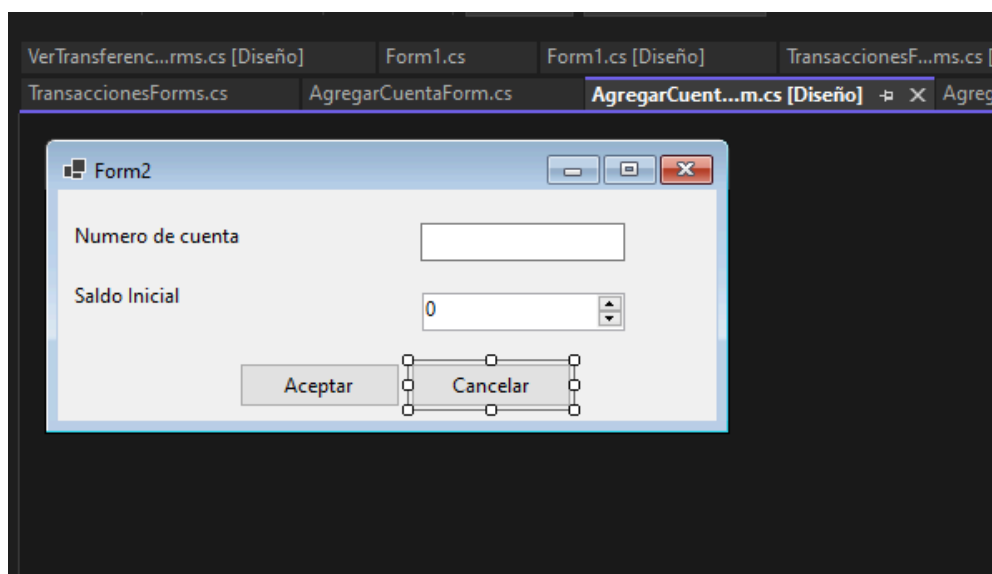 VerTransferenc...rms.cs [Diseño] Form1.cs Form1.cs [Diseño] TransaccionesF...ms.cs [
TransaccionesForms.cs AgregarCuentaForm.cs AgregarCuent...m.cs [Diseño] Agreg
Form2
Numero de cuenta
Saldo Inicial 0
Aceptar Cancelar